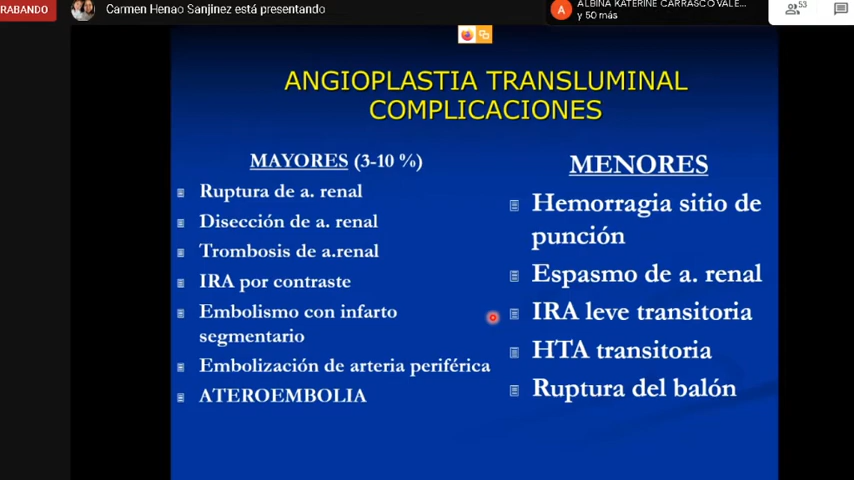 RABANDO
Carmen Henao Sanjinez está presentando
ALBINA KATERINE CARRASCO VALE...
y 50 más
A
53
ANGIOPLASTIA TRANSLUMINAL
COMPLICACIONES
MAYORES (3-10 %)
Ruptura de a. renal
Disección de a. renal
Trombosis de a.renal
IRA por contraste
Embolismo con infarto
segmentario
Embolización de arteria periférica
ATEROEMBOLIA
MENORES
Hemorragia sitio de
punción
Espasmo de a. renal
IRA leve transitoria
HTA transitoria
Ruptura del balón